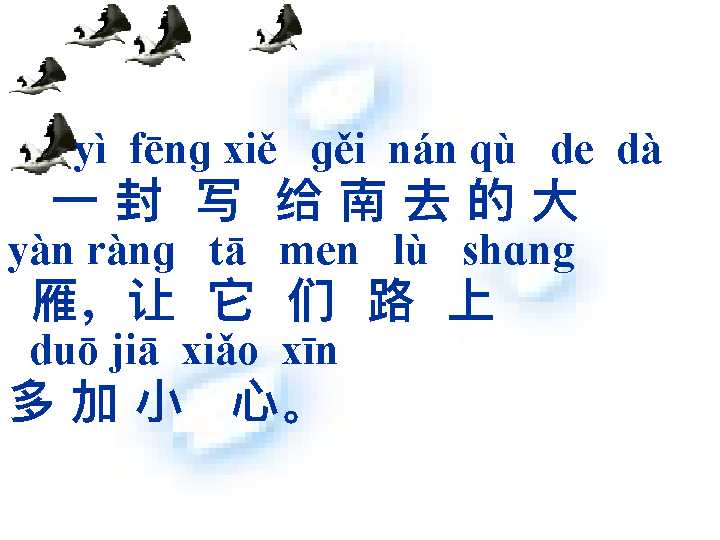 yì fēng xiě gěi nán qù de dà
一封写给南去的大
yàn ràng tā men lù shang
雁，让它们路上
duō jiā xiǎo xīn
多加小心。